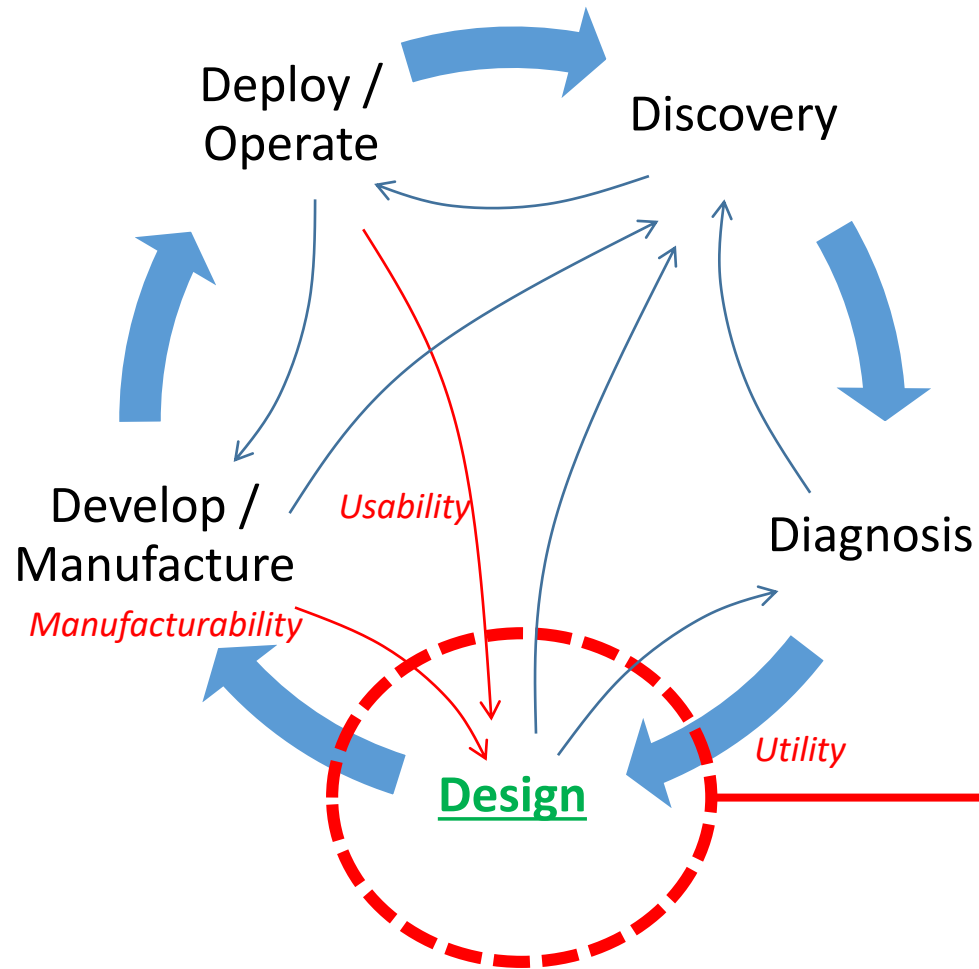 Deploy /
Operate
Discovery
Develop /
Manufacture
Usability
Diagnosis
Manufacturability
Utility
Design